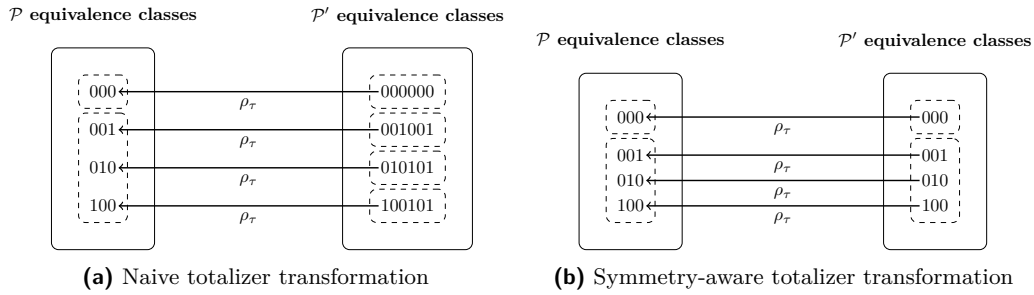 𝒫 equivalence classes
𝒫′ equivalence classes
000
ρτ
000000
001
ρτ
001001
010
ρτ
010101
100
ρτ
100101
(a) Naive totalizer transformation
𝒫 equivalence classes
𝒫′ equivalence classes
000
ρτ
000
001
ρτ
001
010
ρτ
010
100
ρτ
100
(b) Symmetry-aware totalizer transformation